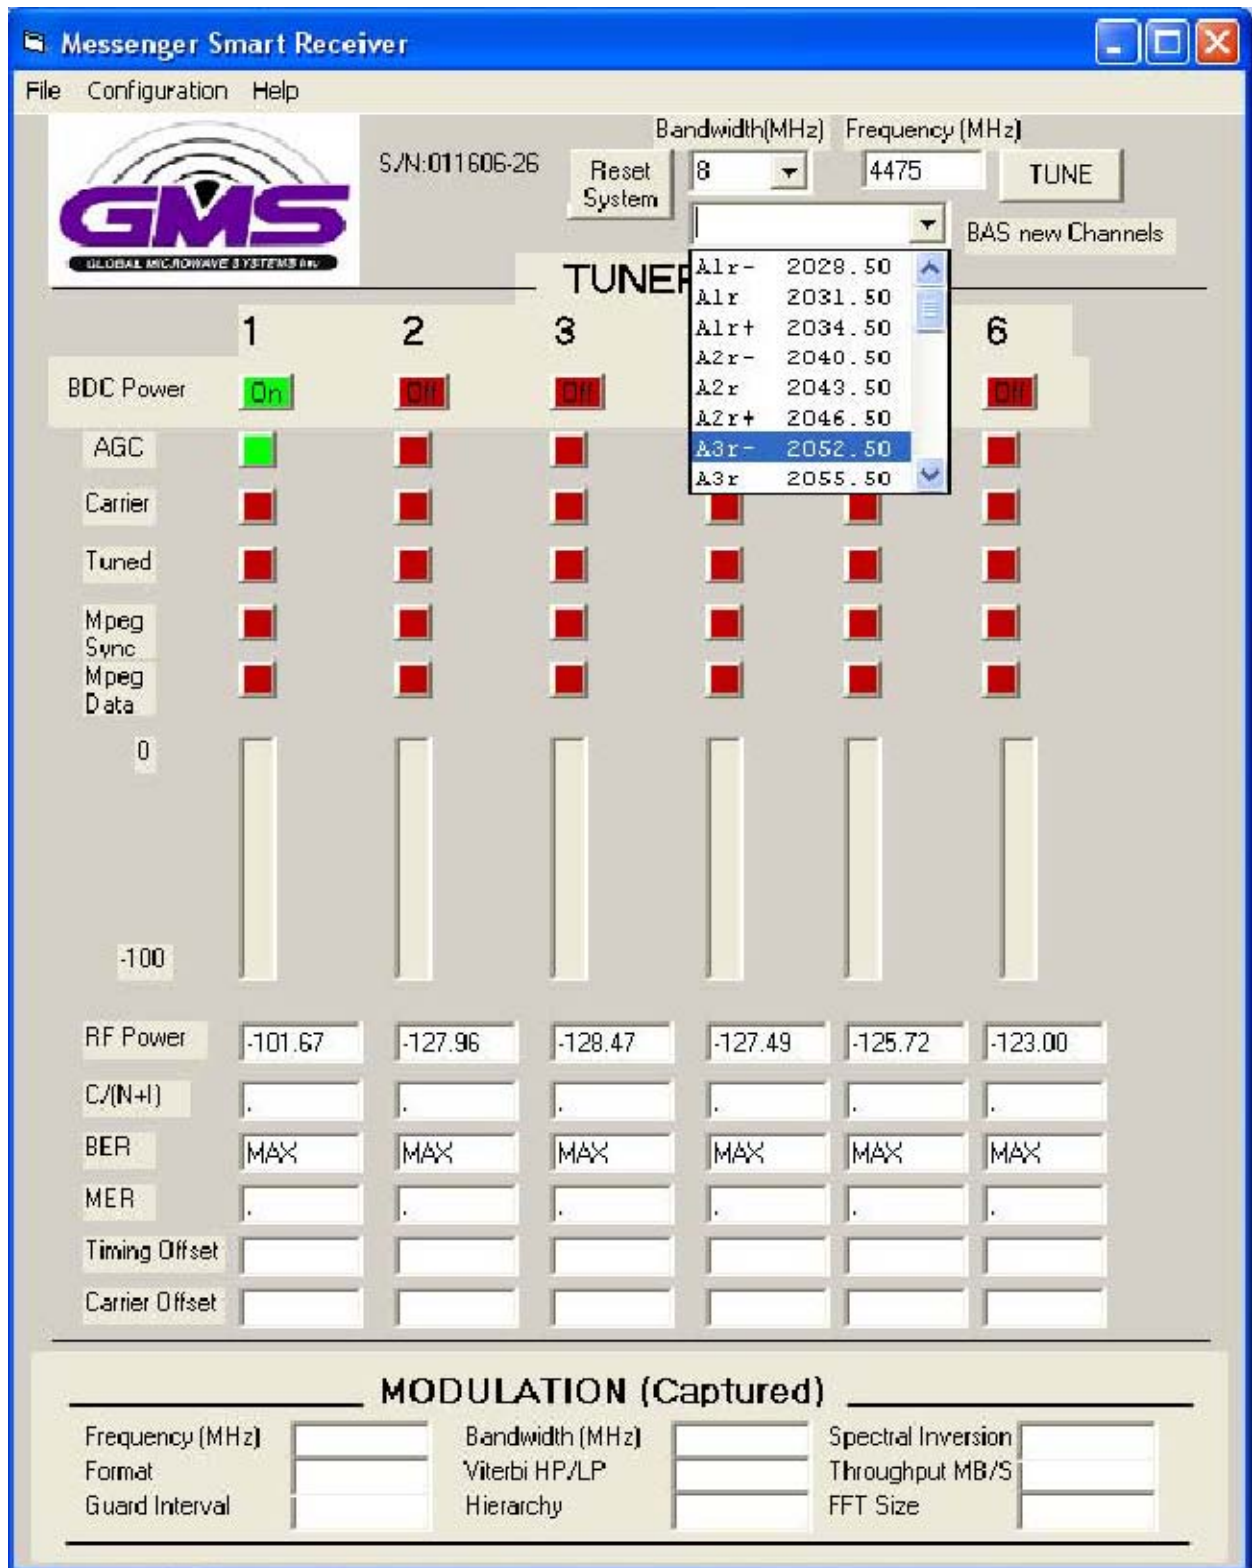 Messenger Smart Receiver
File Configuration Help
Bandwidth(MHz) Frequency (MHz)
S/N:011606-26 Reset System 8 4475 TUNE
BAS new Channels
GMS
GLOBAL MICROWAVE SYSTEMS Inc
TUNER
A1r- 2028.50
A1r 2031.50
A1r+ 2034.50
A2r- 2040.50
A2r 2043.50
A2r+ 2046.50
A3r- 2052.50
A3r 2055.50
1 2 3 6
BDC Power On Off Off Off
AGC
Carrier
Tuned
Mpeg
Sync
Mpeg
Data
0
-100
RF Power -101.67 -127.96 -128.47 -127.49 -125.72 -123.00
C/(N+I) . . . . . .
BER MAX MAX MAX MAX MAX MAX
MER . . . . . .
Timing Offset
Carrier Offset
MODULATION (Captured)
Frequency (MHz) Bandwidth (MHz) Spectral Inversion
Format Viterbi HP/LP Throughput MB/S
Guard Interval Hierarchy FFT Size